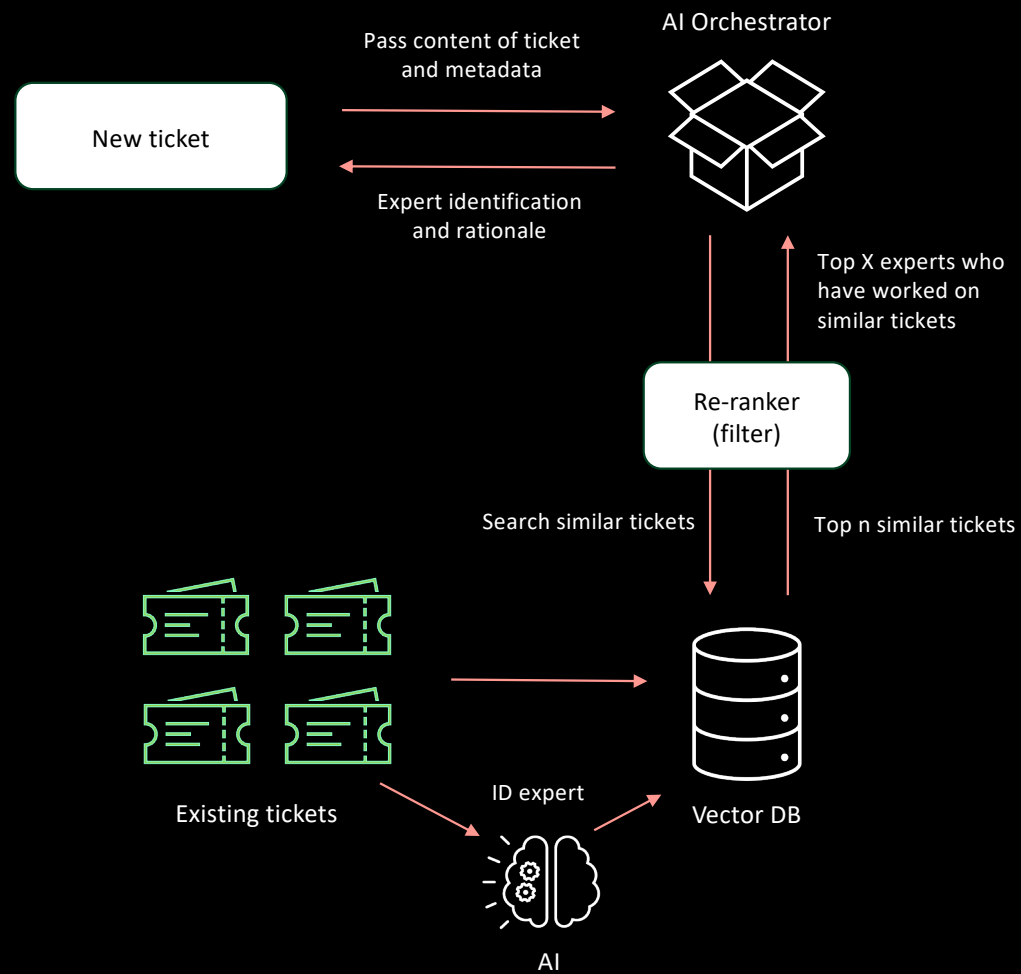 AI Orchestrator
Pass content of ticket
and metadata
New ticket
Expert identification
and rationale
Top X experts who
have worked on
similar tickets
Re-ranker
(filter)
Search similar tickets
Top n similar tickets
Existing tickets
ID expert
Vector DB
AI